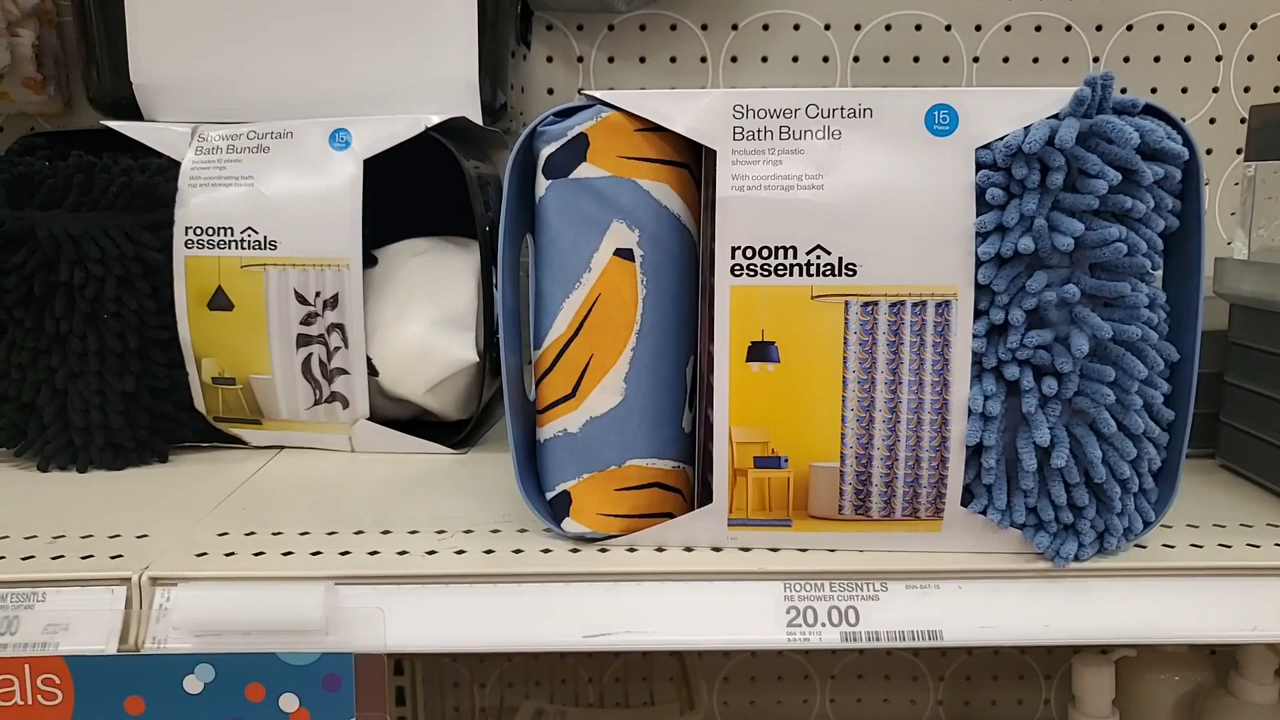 Shower Curtain
Bath Bundle
15
Piece
Includes 12 plastic
shower rings
With coordinating bath
rug and storage basket
room
essentials
Shower Curtain
Bath Bundle
15
Piece
Includes 12 plastic
shower rings
With coordinating bath
rug and storage basket
room
essentials
M ESSNTLS
00
ROOM ESSNTLS
RE SHOWER CURTAINS
20.00
als